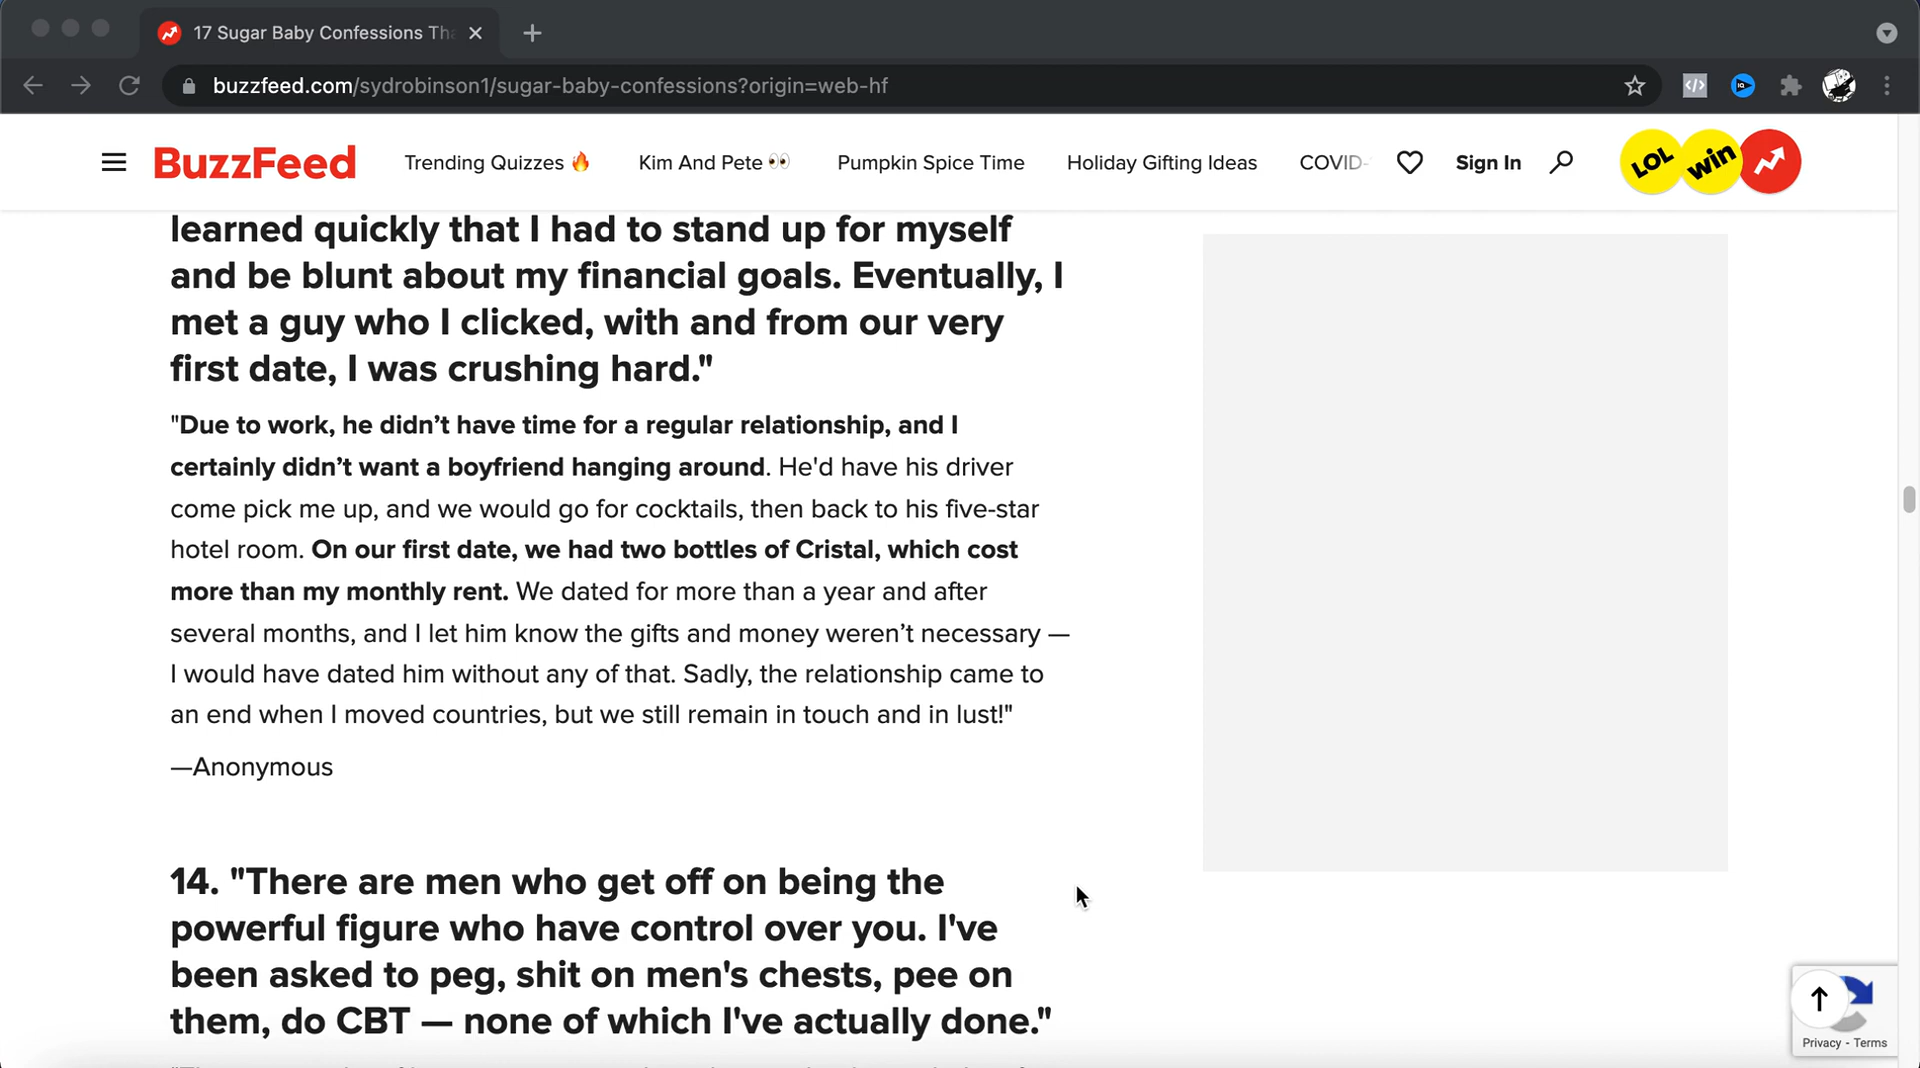 17 Sugar Baby Confessions Tha
buzzfeed.com/sydrobinson1/sugar-baby-confessions?origin=web-hf
BuzzFeed
Trending Quizzes 🔥
Kim And Pete 👀
Pumpkin Spice Time
Holiday Gifting Ideas
COVID-
Sign In
LOL
win
learned quickly that I had to stand up for myself
and be blunt about my financial goals. Eventually, I
met a guy who I clicked, with and from our very
first date, I was crushing hard."
"Due to work, he didn’t have time for a regular relationship, and I
certainly didn’t want a boyfriend hanging around. He'd have his driver
come pick me up, and we would go for cocktails, then back to his five-star
hotel room. On our first date, we had two bottles of Cristal, which cost
more than my monthly rent. We dated for more than a year and after
several months, and I let him know the gifts and money weren’t necessary —
I would have dated him without any of that. Sadly, the relationship came to
an end when I moved countries, but we still remain in touch and in lust!"
—Anonymous
14. "There are men who get off on being the
powerful figure who have control over you. I've
been asked to peg, shit on men's chests, pee on
them, do CBT — none of which I've actually done."
Privacy - Terms